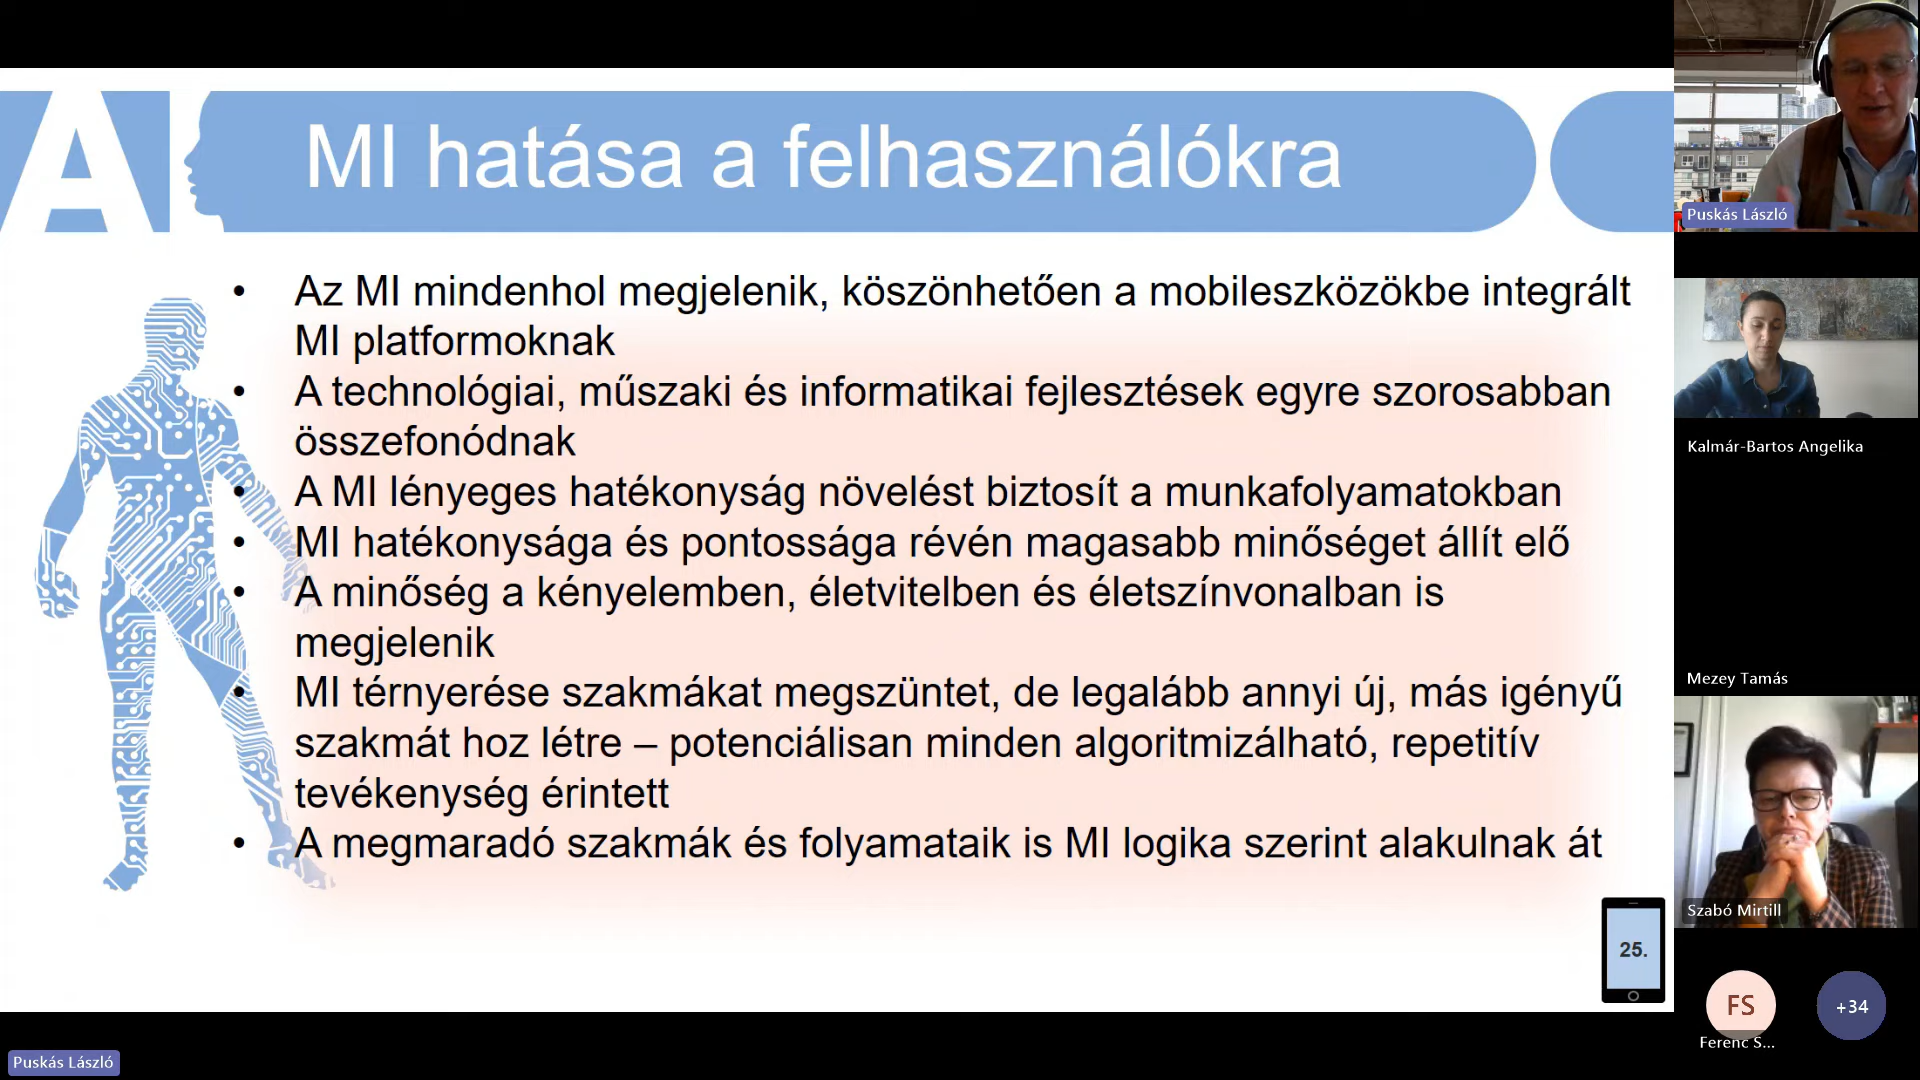 A
MI hatása a felhasználókra
• Az MI mindenhol megjelenik, köszönhetően a mobileszközökbe integrált
MI platformoknak
• A technológiai, műszaki és informatikai fejlesztések egyre szorosabban
összefonódnak
• A MI lényeges hatékonyság növelést biztosít a munkafolyamatokban
• MI hatékonysága és pontossága révén magasabb minőséget állít elő
• A minőség a kényelemben, életvitelben és életszínvonalban is
megjelenik
• MI térnyerése szakmákat megszüntet, de legalább annyi új, más igényű
szakmát hoz létre – potenciálisan minden algoritmizálható, repetitív
tevékenység érintett
• A megmaradó szakmák és folyamataik is MI logika szerint alakulnak át
25.
Puskás László
Puskás László
Kalmár-Bartos Angelika
Mezey Tamás
Szabó Mirtill
FS
Ferenc S...
+34